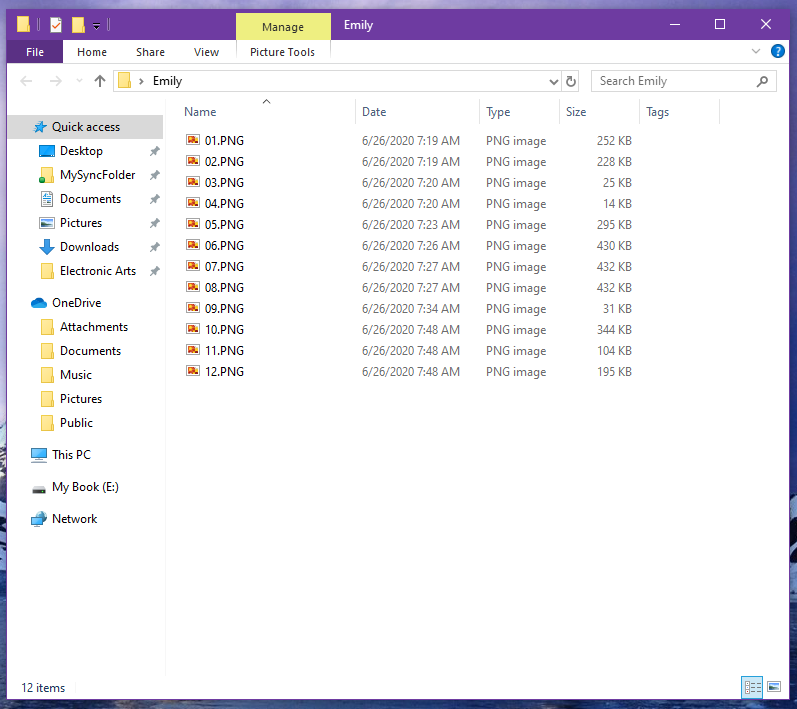 Manage
Emily
File
Home
Share
View
Picture Tools
Emily
Search Emily
Name
Date
Type
Size
Tags
Quick access
Desktop
MySyncFolder
Documents
Pictures
Downloads
Electronic Arts
OneDrive
Attachments
Documents
Music
Pictures
Public
This PC
My Book (E:)
Network
01.PNG 6/26/2020 7:19 AM PNG image 252 KB
02.PNG 6/26/2020 7:19 AM PNG image 228 KB
03.PNG 6/26/2020 7:20 AM PNG image 25 KB
04.PNG 6/26/2020 7:20 AM PNG image 14 KB
05.PNG 6/26/2020 7:23 AM PNG image 295 KB
06.PNG 6/26/2020 7:26 AM PNG image 430 KB
07.PNG 6/26/2020 7:27 AM PNG image 432 KB
08.PNG 6/26/2020 7:27 AM PNG image 432 KB
09.PNG 6/26/2020 7:34 AM PNG image 31 KB
10.PNG 6/26/2020 7:48 AM PNG image 344 KB
11.PNG 6/26/2020 7:48 AM PNG image 104 KB
12.PNG 6/26/2020 7:48 AM PNG image 195 KB
12 items